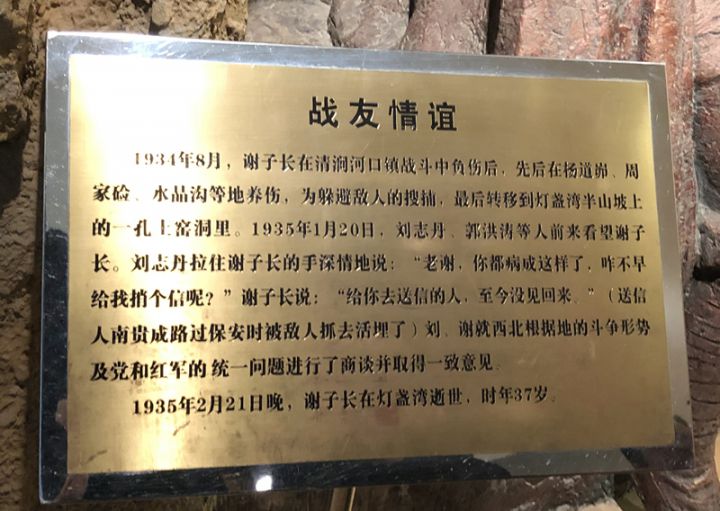 战友情谊
1934年8月，谢子长在清涧河口镇战斗中负伤后，先后在杨道峁、周
家硷、水晶沟等地养伤，为躲避敌人的搜捕，最后转移到灯盏湾半山坡上
的一孔土窑洞里。1935年1月20日，刘志丹、郭洪涛等人前来看望谢子
长。刘志丹拉住谢子长的手深情地说：“老谢，你都病成这样了，咋不早
给我捎个信呢？”谢子长说：“给你去送信的人，至今没见回来。”（送信
人南贵成路过保安时被敌人抓去活埋了）刘、谢就西北根据地的斗争形势
及党和红军的 统一问题进行了商谈并取得一致意见。
1935年2月21日晚，谢子长在灯盏湾逝世，时年37岁。